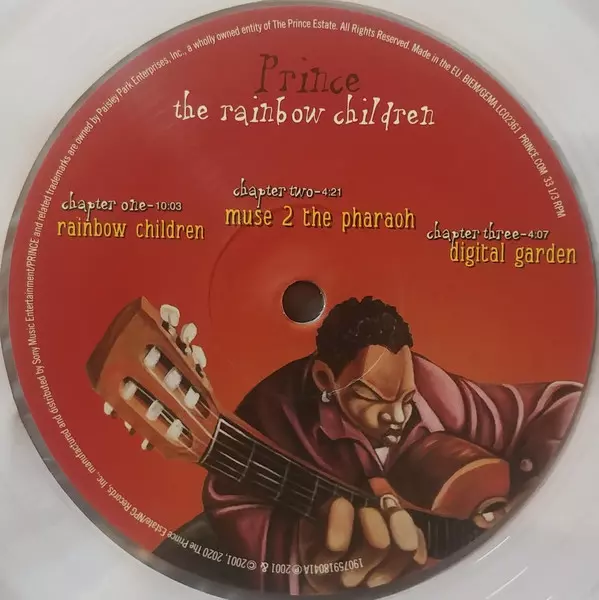 Prince
the rainbow children
chapter one-10:03
rainbow children
chapter two-4:21
muse 2 the pharaoh
chapter three-4:07
digital garden
19075918041A ℗ 2001 & ©2001, 2020 The Prince Estate/NPG Records, Inc., manufactured and distributed by Sony Music Entertainment/PRINCE and related trademarks are owned by Paisley Park Enterprises, Inc., a wholly owned entity of The Prince Estate. All Rights Reserved. Made in the EU. BIEM/GEMA LC02361 PRINCE.COM 33 1/3 RPM